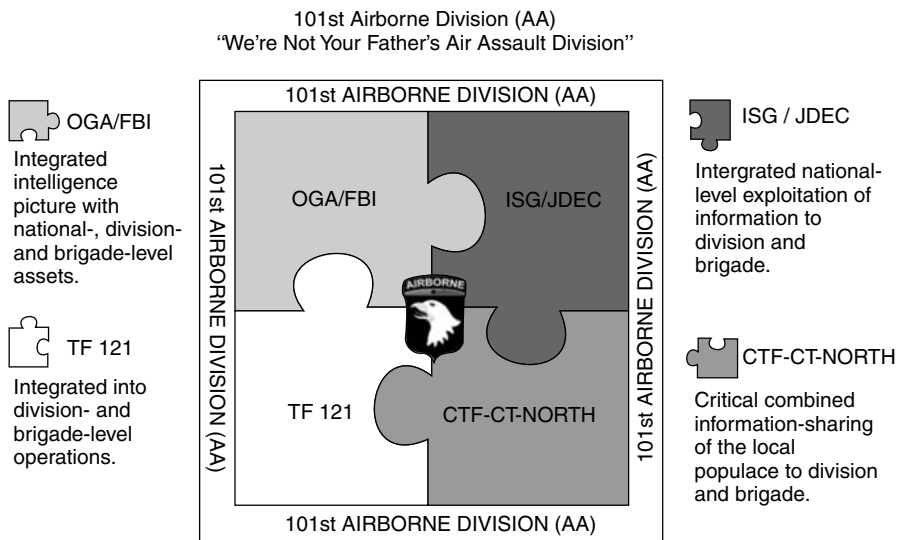 101st Airborne Division (AA)
“We’re Not Your Father’s Air Assault Division”
101st AIRBORNE DIVISION (AA)
OGA/FBI
Integrated
intelligence
picture with
national-, division-
and brigade-level
assets.
TF 121
Integrated into
division- and
brigade-level
operations.
101st AIRBORNE DIVISION (AA)
OGA/FBI
ISG/JDEC
AIRBORNE
TF 121
CTF-CT-NORTH
101st AIRBORNE DIVISION (AA)
ISG / JDEC
Intergrated national-
level exploitation of
information to
division and
brigade.
CTF-CT-NORTH
Critical combined
information-sharing
of the local
populace to division
and brigade.
101st AIRBORNE DIVISION (AA)